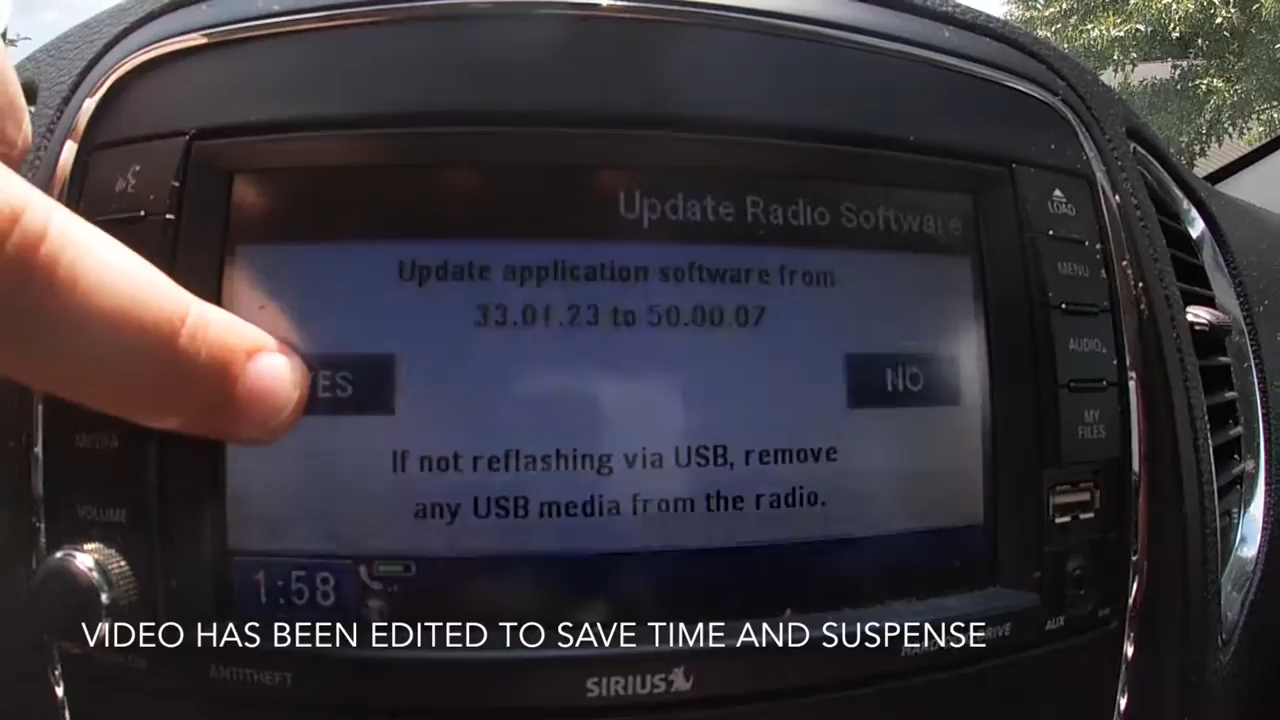 LOAD
Update Radio Software
MENU
Update application software from
33.01.23 to 50.00.07
AUDIO
YES
NO
MY
FILES
MEDIA
If not reflashing via USB, remove
any USB media from the radio.
VOLUME
1:58
AUX
VIDEO HAS BEEN EDITED TO SAVE TIME AND SUSPENSE
HARD DRIVE
ANTITHEFT
SIRIUS